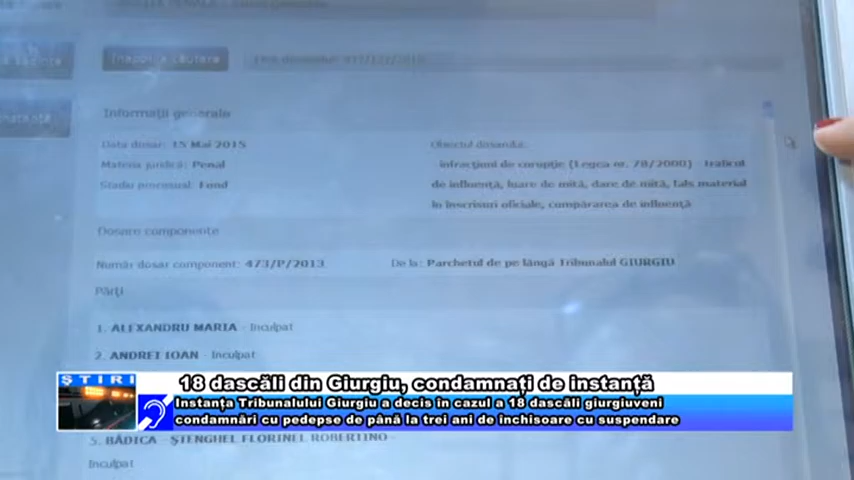 Înapoi la căutare
Informaţii generale
Data dosar: 15 Mai 2015
Obiectul dosarului:
Materia juridică: Penal
infracţiuni de corupţie (Legea nr. 78/2000) - traficul
Stadiu procesual: Fond
de influenţă, luare de mită, dare de mită, fals material
în înscrisuri oficiale, cumpărarea de influenţă
Dosare componente
Număr dosar component: 473/P/2013
De la: Parchetul de pe lângă Tribunalul GIURGIU
Părţi
1. ALEXANDRU MARIA - Inculpat
2. ANDREI IOAN - Inculpat
ŞTIRI
18 dascăli din Giurgiu, condamnaţi de instanţă
Instanţa Tribunalului Giurgiu a decis în cazul a 18 dascăli giurgiuveni
condamnări cu pedepse de până la trei ani de închisoare cu suspendare
5. BĂDICA - ŞTENGHEL FLORINEL ROBERTINO -
Inculpat